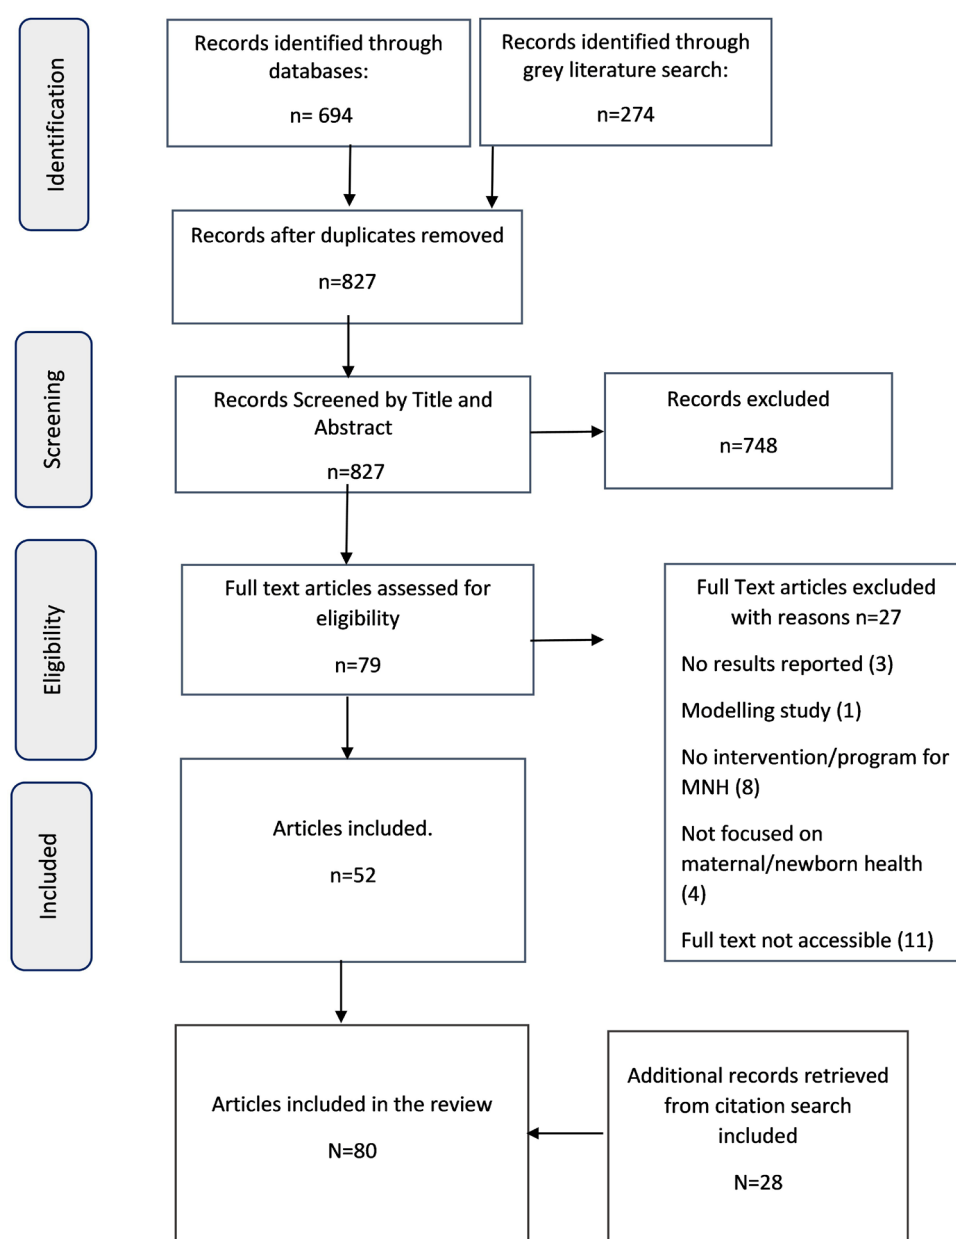 Identification
Records identified through
databases:
n= 694
Records identified through
grey literature search:
n=274
Records after duplicates removed
n=827
Screening
Records Screened by Title and
Abstract
n=827
Records excluded
n=748
Eligibility
Full text articles assessed for
eligibility
n=79
Full Text articles excluded
with reasons n=27
No results reported (3)
Modelling study (1)
No intervention/program for
MNH (8)
Not focused on
maternal/newborn health
(4)
Full text not accessible (11)
Included
Articles included.
n=52
Articles included in the review
N=80
Additional records retrieved
from citation search
included
N=28